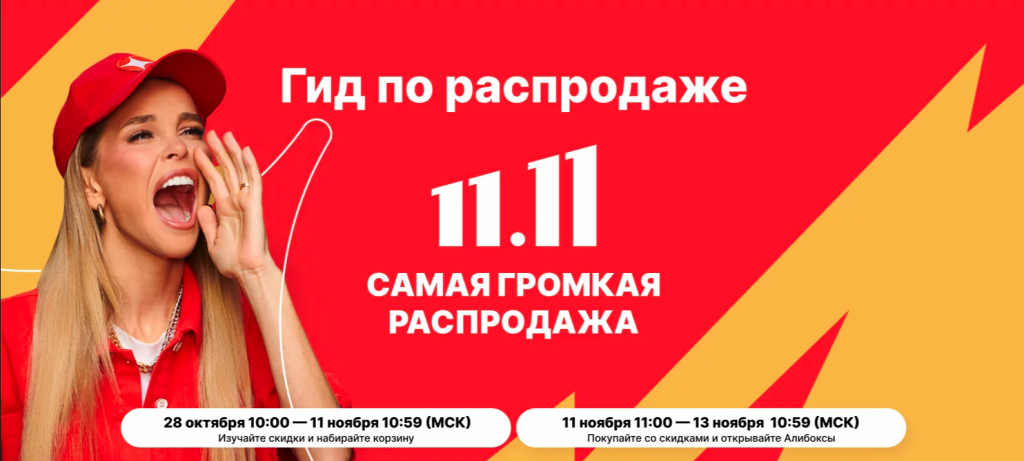 Гид по распродаже
11.11
САМАЯ ГРОМКАЯ
РАСПРОДАЖА
28 октября 10:00 — 11 ноября 10:59 (МСК)
Изучайте скидки и набирайте корзину
11 ноября 11:00 — 13 ноября 10:59 (МСК)
Покупайте со скидками и открывайте Алибоксы